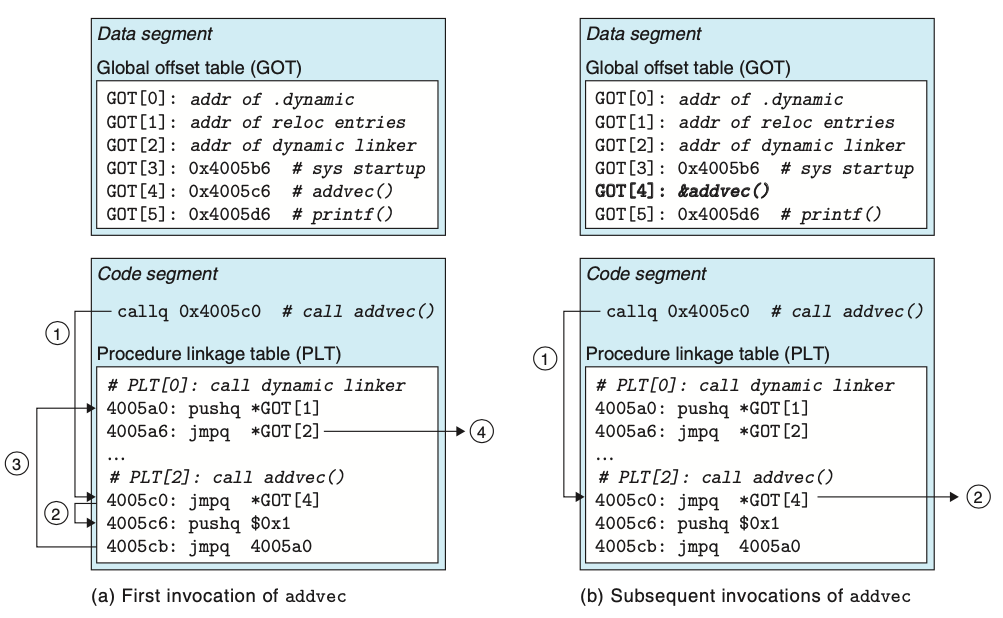 Data segment
Global offset table (GOT)
GOT[0]: addr of .dynamic
GOT[1]: addr of reloc entries
GOT[2]: addr of dynamic linker
GOT[3]: 0x4005b6 # sys startup
GOT[4]: 0x4005c6 # addvec()
GOT[5]: 0x4005d6 # printf()
Code segment
callq 0x4005c0 # call addvec()
1
Procedure linkage table (PLT)
# PLT[0]: call dynamic linker
4005a0: pushq *GOT[1]
4005a6: jmpq *GOT[2]
4
...
3
# PLT[2]: call addvec()
4005c0: jmpq *GOT[4]
2
4005c6: pushq $0x1
4005cb: jmpq 4005a0
(a) First invocation of addvec
Data segment
Global offset table (GOT)
GOT[0]: addr of .dynamic
GOT[1]: addr of reloc entries
GOT[2]: addr of dynamic linker
GOT[3]: 0x4005b6 # sys startup
GOT[4]: &addvec()
GOT[5]: 0x4005d6 # printf()
Code segment
callq 0x4005c0 # call addvec()
1
Procedure linkage table (PLT)
# PLT[0]: call dynamic linker
4005a0: pushq *GOT[1]
4005a6: jmpq *GOT[2]
...
# PLT[2]: call addvec()
4005c0: jmpq *GOT[4]
2
4005c6: pushq $0x1
4005cb: jmpq 4005a0
(b) Subsequent invocations of addvec